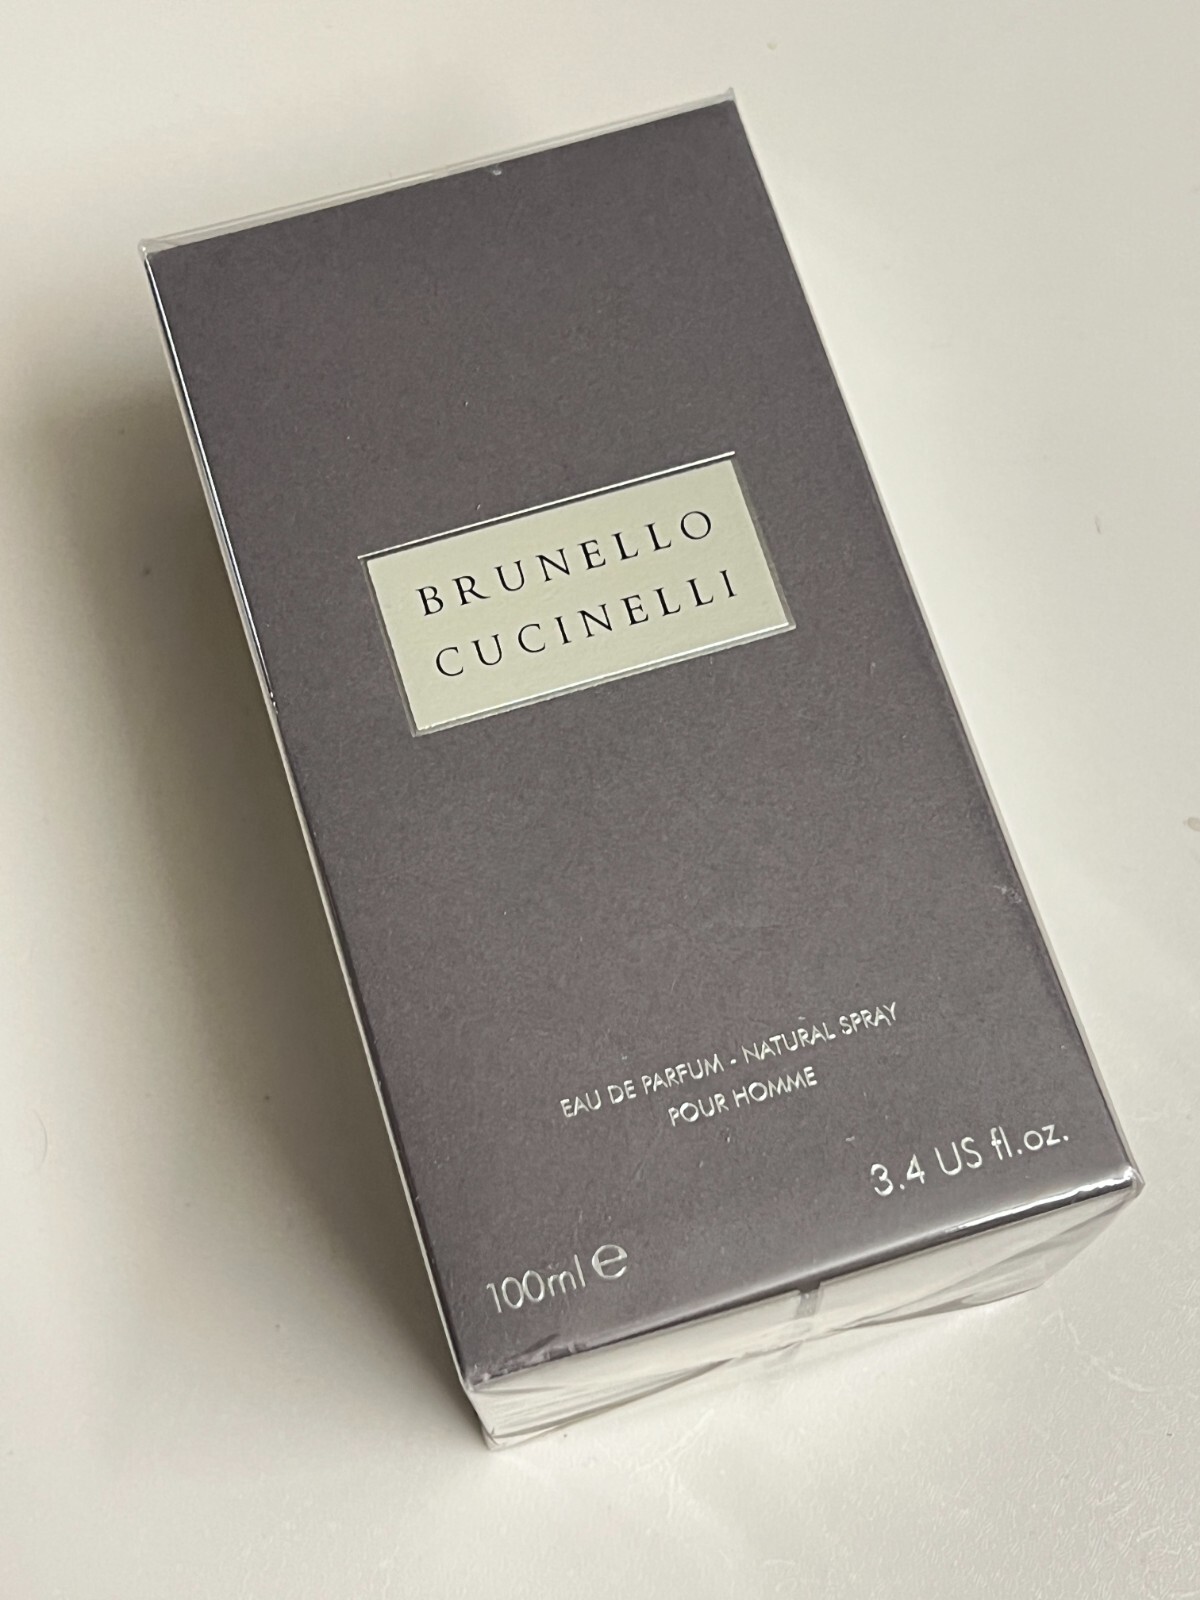 BRUNELLO
CUCINELLI
EAU DE PARFUM - NATURAL SPRAY
POUR HOMME
3.4 US fl.oz.
100ml e